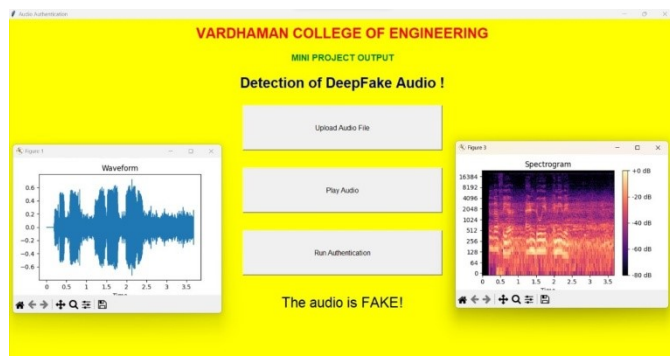 Audio Authentication
VARDHAMAN COLLEGE OF ENGINEERING
MINI PROJECT OUTPUT
Detection of DeepFake Audio !
Upload Audio File
Play Audio
Run Authentication
The audio is FAKE!
Figure 1
Waveform
0.6
0.4
0.2
0.0
-0.2
-0.4
-0.6
0 0.5 1 1.5 2 2.5 3 3.5
Time
Figure 3
Spectrogram
16384
8192
4096
2048
1024
512
256
128
64
0
0 0.5 1 1.5 2 2.5 3 3.5
Time
+0 dB
-20 dB
-40 dB
-60 dB
-80 dB